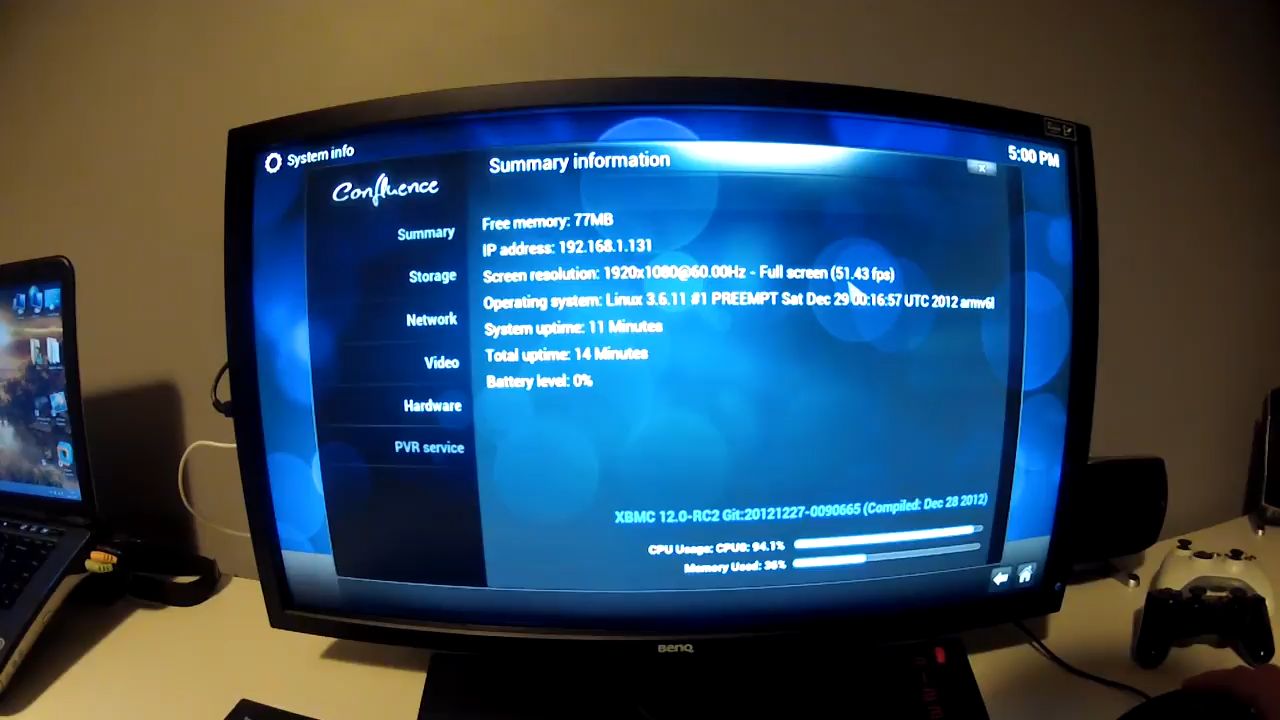 System info
Summary information
5:00 PM
Confluence
Summary
Storage
Network
Video
Hardware
PVR service
Free memory: 77MB
IP address: 192.168.1.131
Screen resolution: 1920x1080@60.00Hz - Full screen (51.43 fps)
Operating system: Linux 3.6.11 #1 PREEMPT Sat Dec 29 00:16:57 UTC 2012 armv6l
System uptime: 11 Minutes
Total uptime: 14 Minutes
Battery level: 0%
XBMC 12.0-RC2 Git:20121227-0090665 (Compiled: Dec 28 2012)
CPU Usage: CPU0: 94.1%
Memory Used: 36%
BenQ